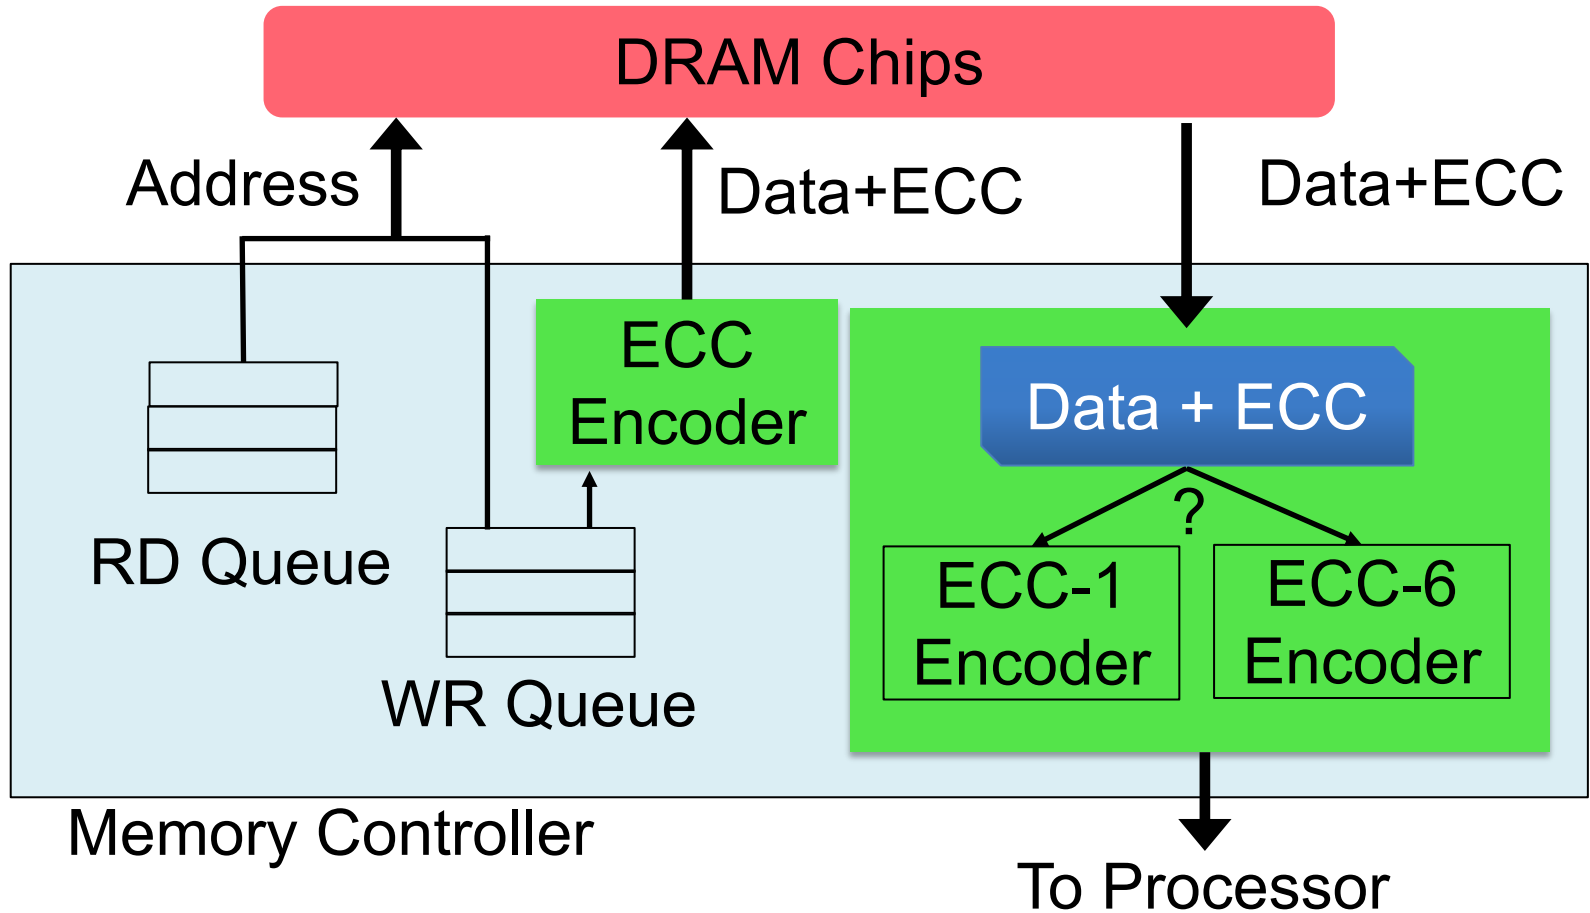 DRAM Chips
Address
Data+ECC
Data+ECC
ECC
Encoder
Data + ECC
?
RD Queue
ECC-1
Encoder
ECC-6
Encoder
WR Queue
Memory Controller
To Processor